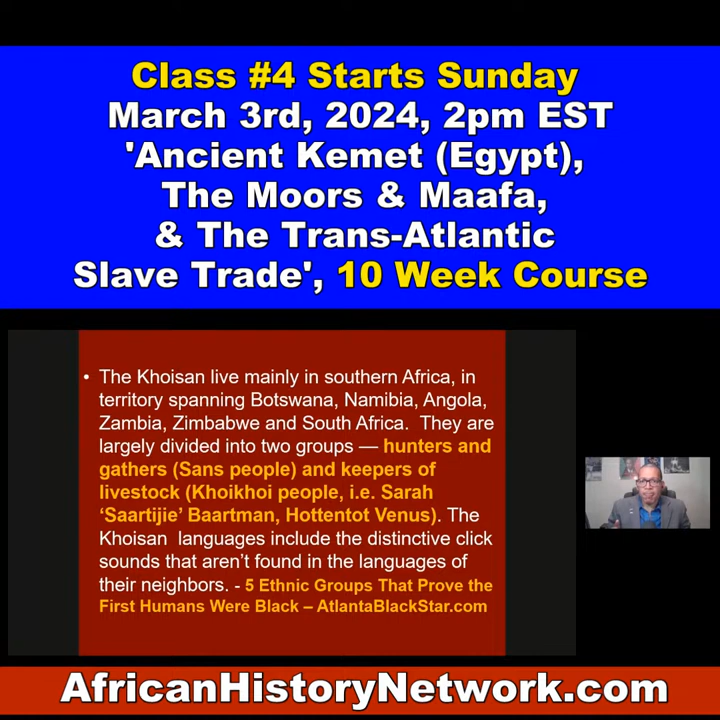 Class #4 Starts Sunday
March 3rd, 2024, 2pm EST
'Ancient Kemet (Egypt),
The Moors & Maafa,
& The Trans-Atlantic
Slave Trade', 10 Week Course
• The Khoisan live mainly in southern Africa, in
territory spanning Botswana, Namibia, Angola,
Zambia, Zimbabwe and South Africa. They are
largely divided into two groups — hunters and
gathers (Sans people) and keepers of
livestock (Khoikhoi people, i.e. Sarah
'Saartijie' Baartman, Hottentot Venus). The
Khoisan languages include the distinctive click
sounds that aren't found in the languages of
their neighbors. - 5 Ethnic Groups That Prove the
First Humans Were Black – AtlantaBlackStar.com
AfricanHistoryNetwork.com